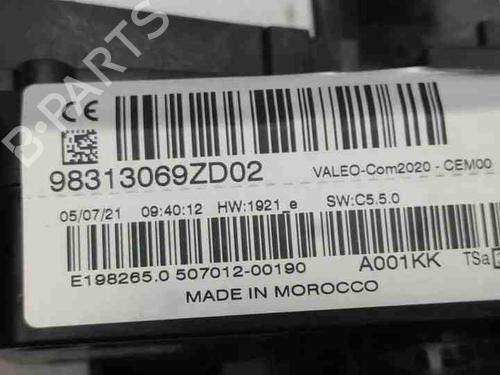 CE
98313069ZD02 VALEO-Com2020 - CEM00
05/07/21 09:40:12 HW:1921_e SW:C5.5.0
E198265.0 507012-00190 A001KK TSa
MADE IN MOROCCO
B-PARTS